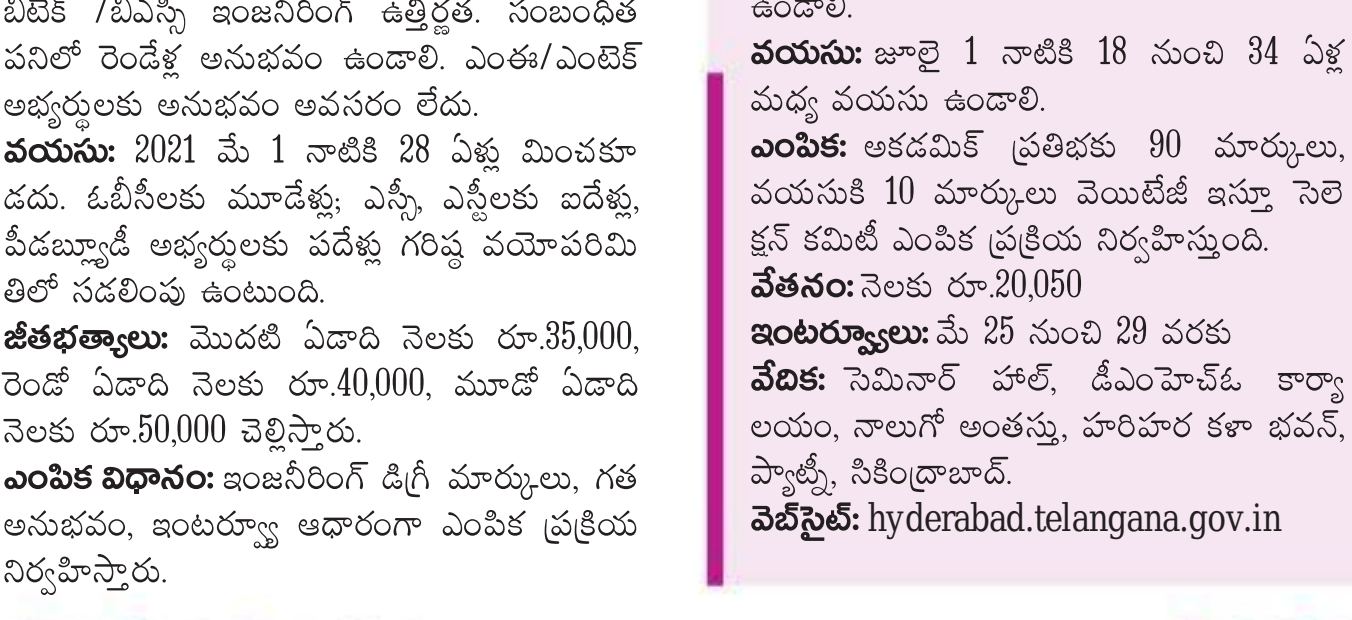 బీటెక్ /బీఎస్సీ ఇంజనీరింగ్ ఉత్తీర్ణత. సంబంధిత
పనిలో రెండేళ్ల అనుభవం ఉండాలి. ఎంఈ/ఎంటెక్
అభ్యర్థులకు అనుభవం అవసరం లేదు.
వయసు: 2021 మే 1 నాటికి 28 ఏళ్లు మించకూ
డదు. ఓబీసీలకు మూడేళ్లు; ఎస్సీ, ఎస్టీలకు ఐదేళ్లు,
పీడబ్ల్యూడీ అభ్యర్థులకు పదేళ్లు గరిష్ఠ వయోపరిమి
తిలో సడలింపు ఉంటుంది.
జీతభత్యాలు: మొదటి ఏడాది నెలకు రూ.35,000,
రెండో ఏడాది నెలకు రూ.40,000, మూడో ఏడాది
నెలకు రూ.50,000 చెల్లిస్తారు.
ఎంపిక విధానం: ఇంజనీరింగ్ డిగ్రీ మార్కులు, గత
అనుభవం, ఇంటర్వ్యూ ఆధారంగా ఎంపిక ప్రక్రియ
నిర్వహిస్తారు.
ఉండాలి.
వయసు: జూలై 1 నాటికి 18 నుంచి 34 ఏళ్ల
మధ్య వయసు ఉండాలి.
ఎంపిక: అకడమిక్ ప్రతిభకు 90 మార్కులు,
వయసుకి 10 మార్కులు వెయిటేజీ ఇస్తూ సెలె
క్షన్ కమిటీ ఎంపిక ప్రక్రియ నిర్వహిస్తుంది.
వేతనం: నెలకు రూ.20,050
ఇంటర్వ్యూలు: మే 25 నుంచి 29 వరకు
వేదిక: సెమినార్ హాల్, డీఎంహెచ్ఓ కార్యా
లయం, నాలుగో అంతస్తు, హరిహర కళా భవన్,
ప్యాట్నీ, సికింద్రాబాద్.
వెబ్‌సైట్: hyderabad.telangana.gov.in